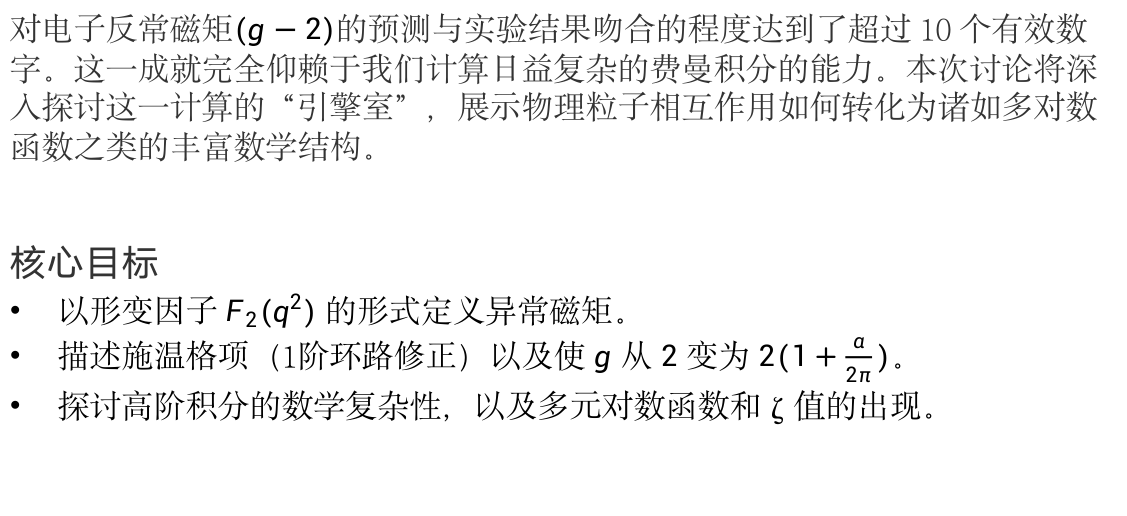 对电子反常磁矩(g − 2)的预测与实验结果吻合的程度达到了超过 10 个有效数
字。这一成就完全仰赖于我们计算日益复杂的费曼积分的能力。本次讨论将深
入探讨这一计算的“引擎室”，展示物理粒子相互作用如何转化为诸如多对数
函数之类的丰富数学结构。
核心目标
• 以形变因子 F₂(q²) 的形式定义异常磁矩。
• 描述施温格项（1阶环路修正）以及使 g 从 2 变为 2(1 + α/2π)。
• 探讨高阶积分的数学复杂性，以及多元对数函数和 ζ 值的出现。